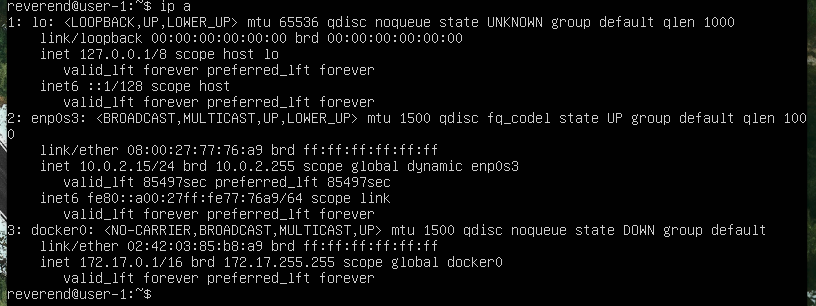 reverend@user-1:~$ ip a
1: lo: <LOOPBACK,UP,LOWER_UP> mtu 65536 qdisc noqueue state UNKNOWN group default qlen 1000
    link/loopback 00:00:00:00:00:00 brd 00:00:00:00:00:00
    inet 127.0.0.1/8 scope host lo
       valid_lft forever preferred_lft forever
    inet6 ::1/128 scope host
       valid_lft forever preferred_lft forever
2: enp0s3: <BROADCAST,MULTICAST,UP,LOWER_UP> mtu 1500 qdisc fq_codel state UP group default qlen 100
0
    link/ether 08:00:27:77:76:a9 brd ff:ff:ff:ff:ff:ff
    inet 10.0.2.15/24 brd 10.0.2.255 scope global dynamic enp0s3
       valid_lft 85497sec preferred_lft 85497sec
    inet6 fe80::a00:27ff:fe77:76a9/64 scope link
       valid_lft forever preferred_lft forever
3: docker0: <NO-CARRIER,BROADCAST,MULTICAST,UP> mtu 1500 qdisc noqueue state DOWN group default
    link/ether 02:42:03:85:b8:a9 brd ff:ff:ff:ff:ff:ff
    inet 172.17.0.1/16 brd 172.17.255.255 scope global docker0
       valid_lft forever preferred_lft forever
reverend@user-1:~$